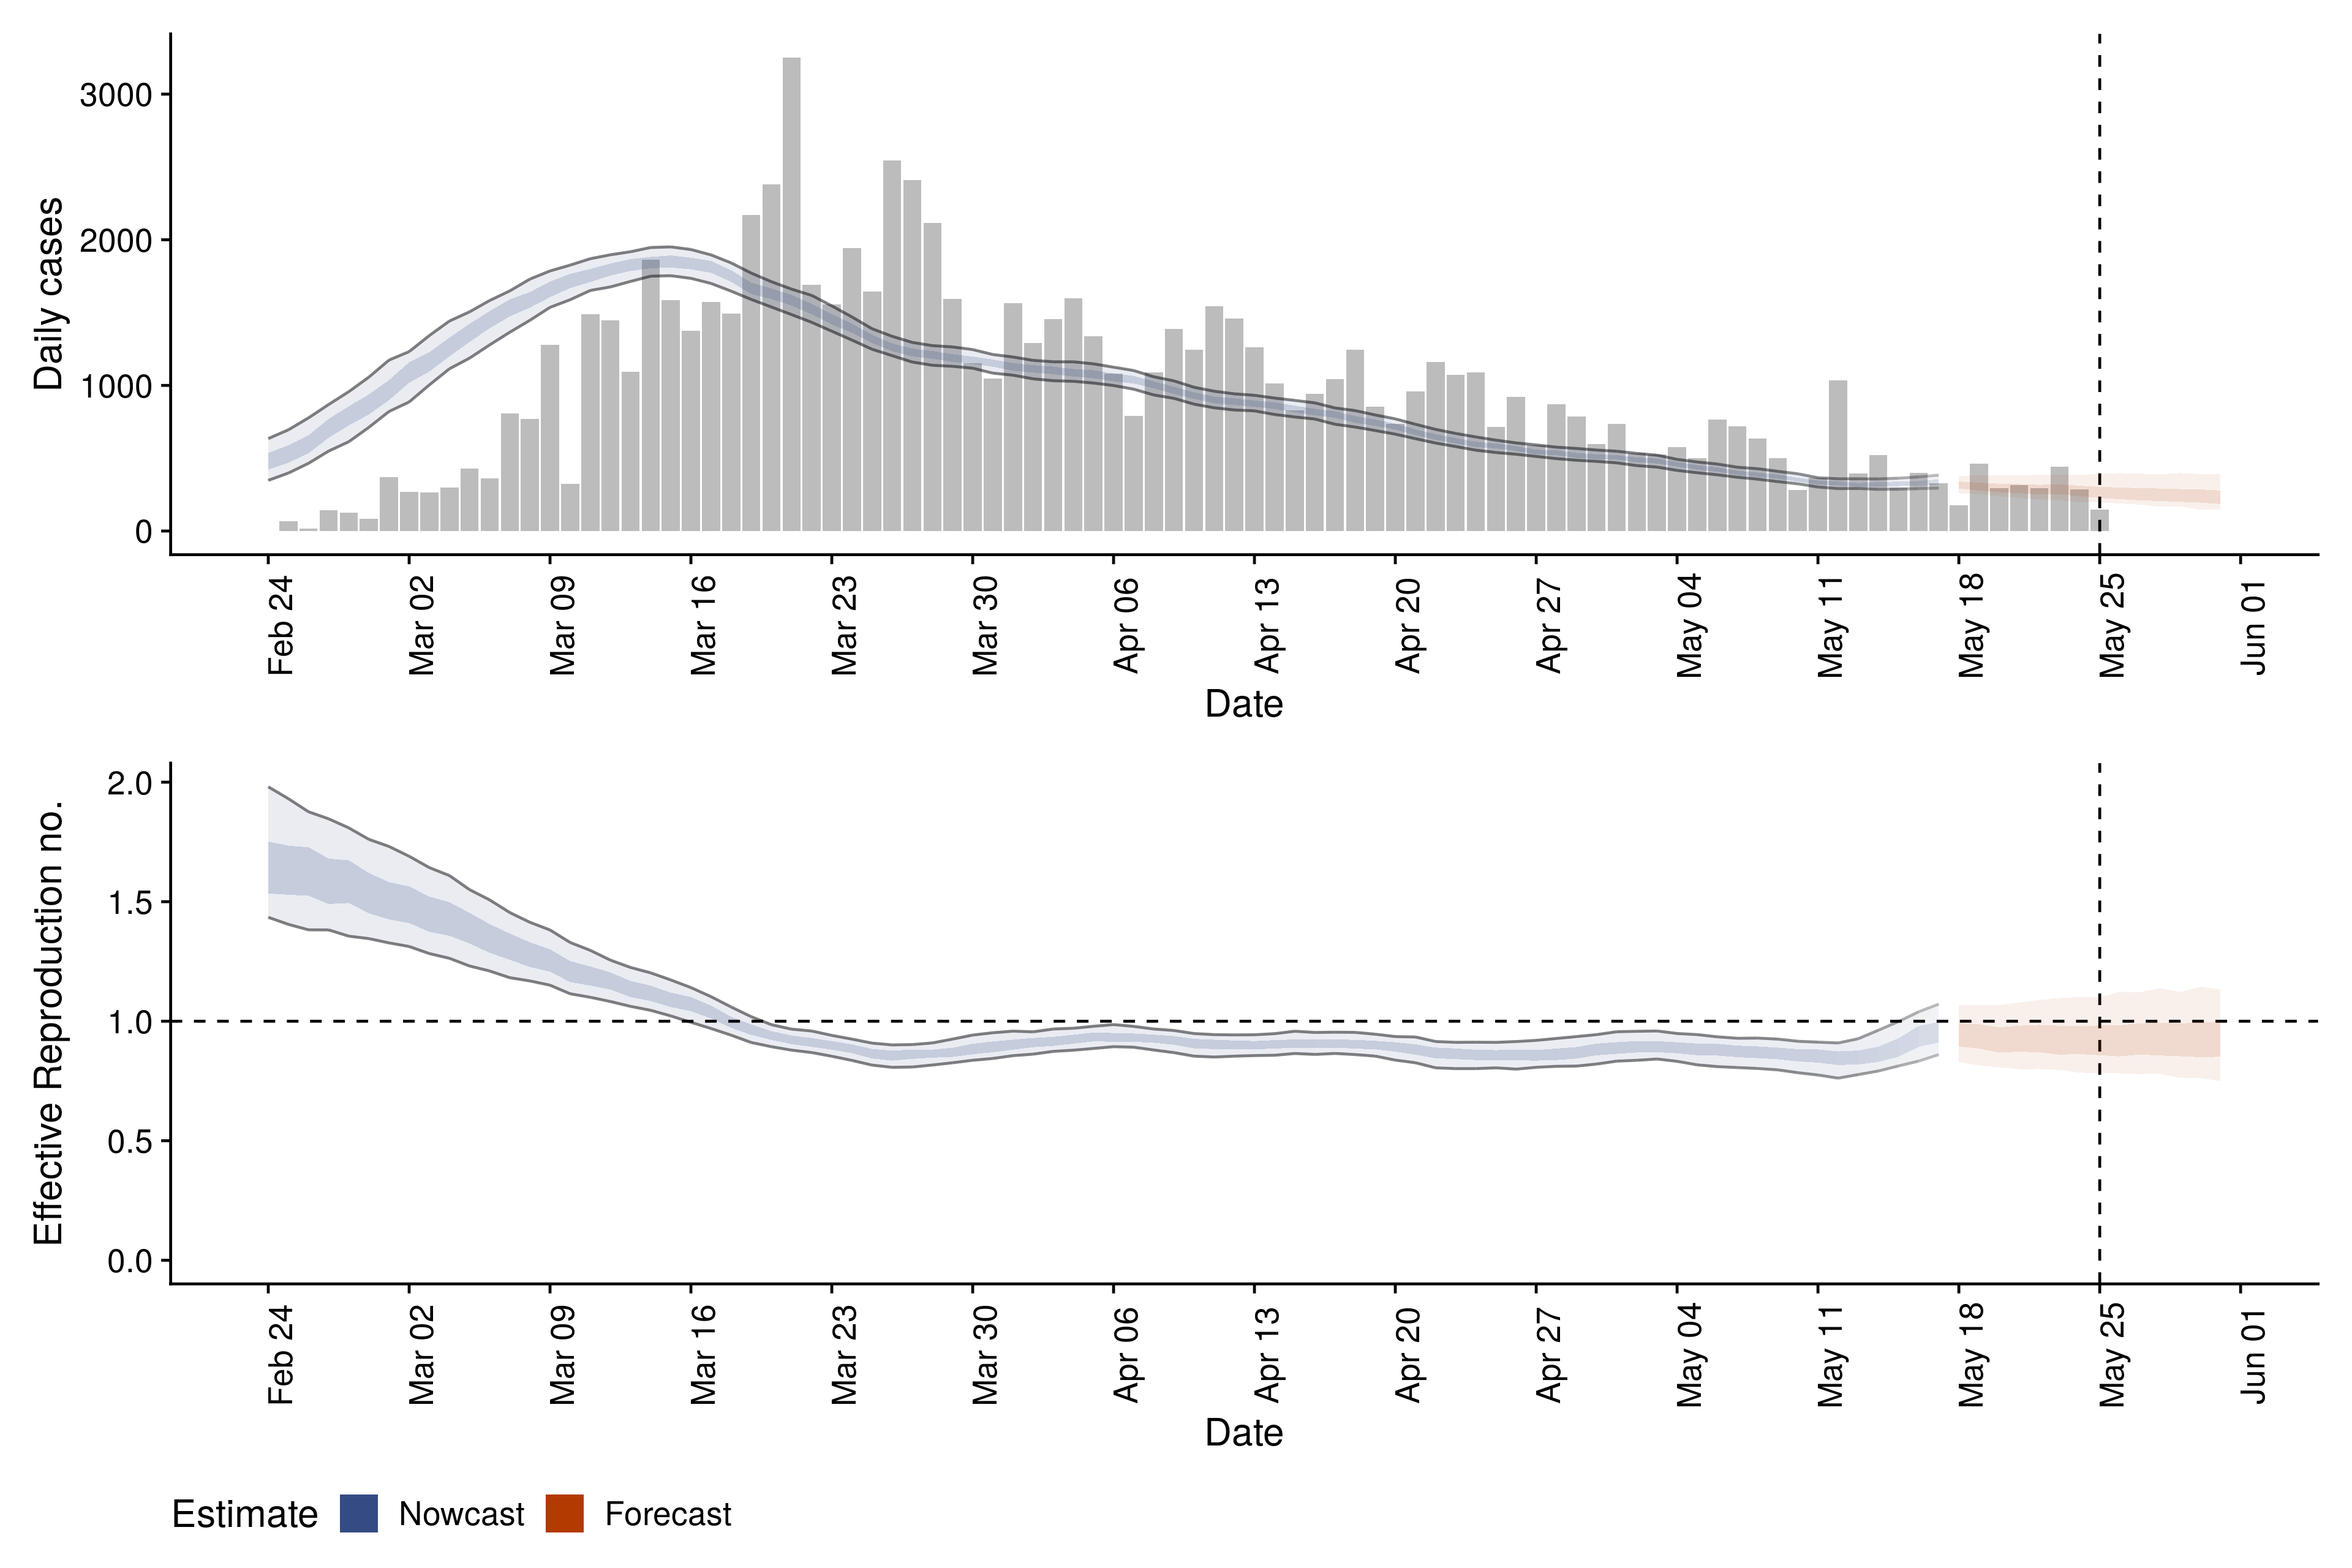 Daily cases
3000
2000
1000
0
Feb 24
Mar 02
Mar 09
Mar 16
Mar 23
Mar 30
Apr 06
Apr 13
Apr 20
Apr 27
May 04
May 11
May 18
May 25
Jun 01
Date
Effective Reproduction no.
2.0
1.5
1.0
0.5
0.0
Feb 24
Mar 02
Mar 09
Mar 16
Mar 23
Mar 30
Apr 06
Apr 13
Apr 20
Apr 27
May 04
May 11
May 18
May 25
Jun 01
Date
Estimate Nowcast Forecast